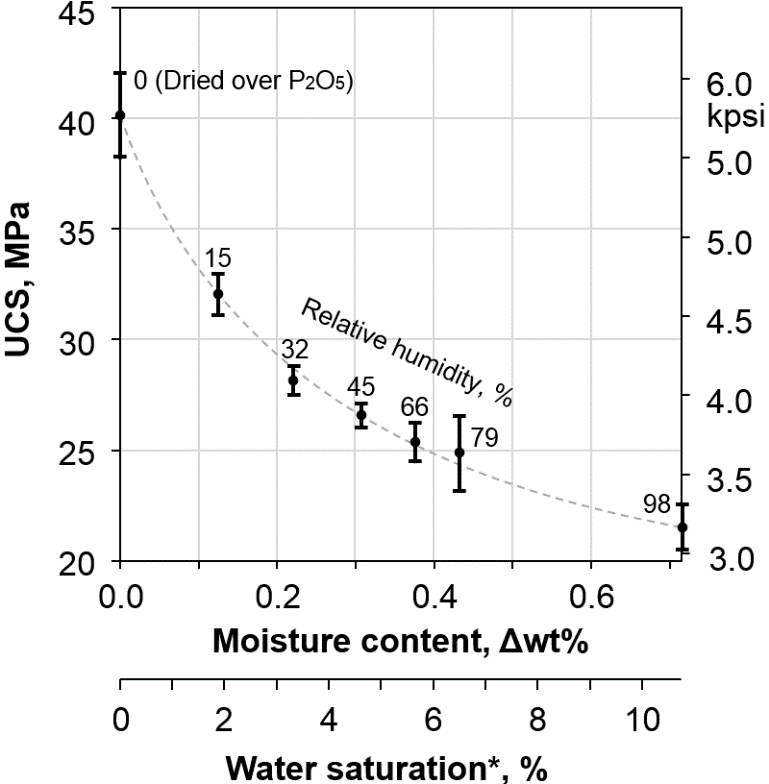 45
40
35
30
25
20
UCS, MPa
0 (Dried over P₂O₅)
15
32
45
66
79
98
Relative humidity, %
6.0
kpsi
5.0
5.0
4.5
4.0
3.5
3.0
0.0 0.2 0.4 0.6
Moisture content, Δwt%
0 2 4 6 8 10
Water saturation*, %